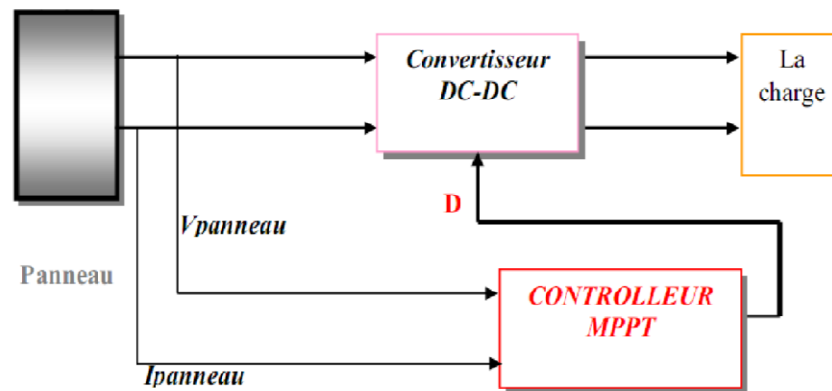 Convertisseur
DC-DC
La
charge
D
Vpanneau
Panneau
CONTROLLEUR
MPPT
Ipanneau